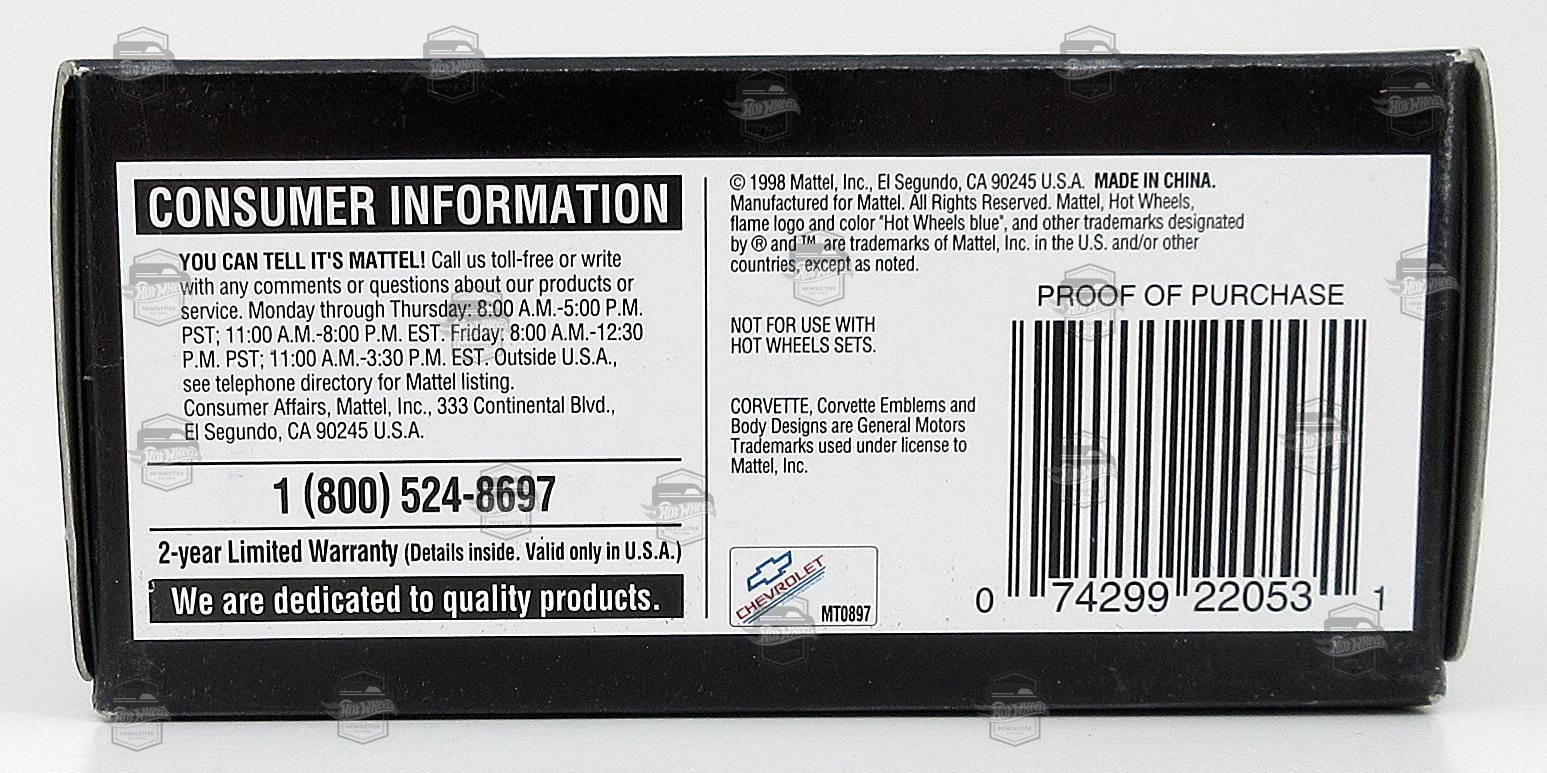 CONSUMER INFORMATION
YOU CAN TELL IT'S MATTEL! Call us toll-free or write
with any comments or questions about our products or
service. Monday through Thursday: 8:00 A.M.-5:00 P.M.
PST; 11:00 A.M.-8:00 P.M. EST. Friday: 8:00 A.M.-12:30
P.M. PST; 11:00 A.M.-3:30 P.M. EST. Outside U.S.A.,
see telephone directory for Mattel listing.
Consumer Affairs, Mattel, Inc., 333 Continental Blvd.,
El Segundo, CA 90245 U.S.A.
1 (800) 524-8697
2-year Limited Warranty (Details inside. Valid only in U.S.A.)
We are dedicated to quality products.
© 1998 Mattel, Inc., El Segundo, CA 90245 U.S.A. MADE IN CHINA.
Manufactured for Mattel. All Rights Reserved. Mattel, Hot Wheels,
flame logo and color "Hot Wheels blue", and other trademarks designated
by ® and ™ are trademarks of Mattel, Inc. in the U.S. and/or other
countries, except as noted.
NOT FOR USE WITH
HOT WHEELS SETS.
CORVETTE, Corvette Emblems and
Body Designs are General Motors
Trademarks used under license to
Mattel, Inc.
CHEVROLET
MT0897
PROOF OF PURCHASE
0 74299 22053 1
HOT WHEELS
NEWSLETTER